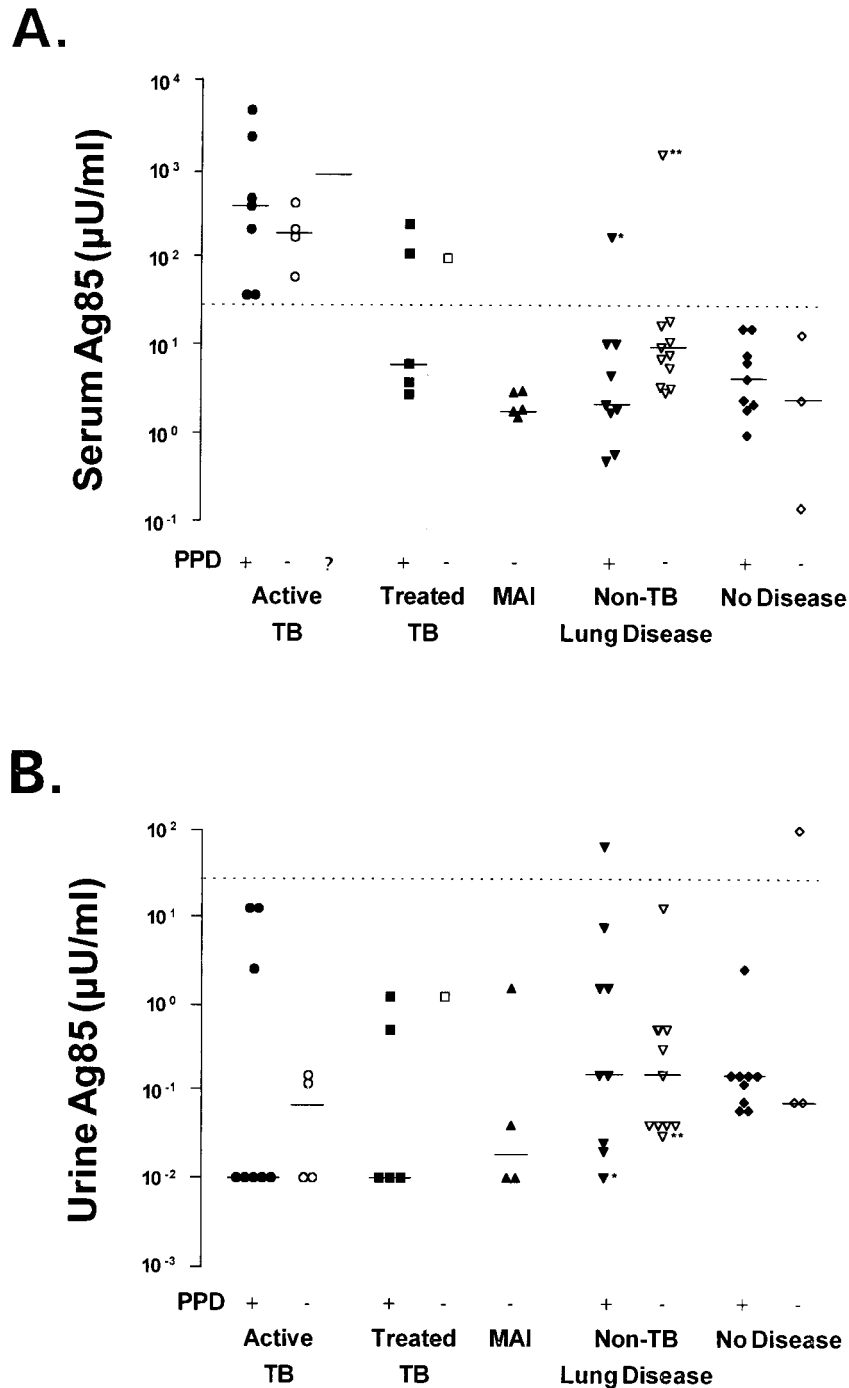 A.
Serum Ag85 (µU/ml)
10⁴
10³
10²
10¹
10⁰
10⁻¹
PPD + - ? + - - + - + -
Active Treated MAI Non-TB No Disease
TB TB Lung Disease
* **
B.
Urine Ag85 (µU/ml)
10²
10¹
10⁰
10⁻¹
10⁻²
10⁻³
** *
PPD + - + - - + - + -
Active Treated MAI Non-TB No Disease
TB TB Lung Disease